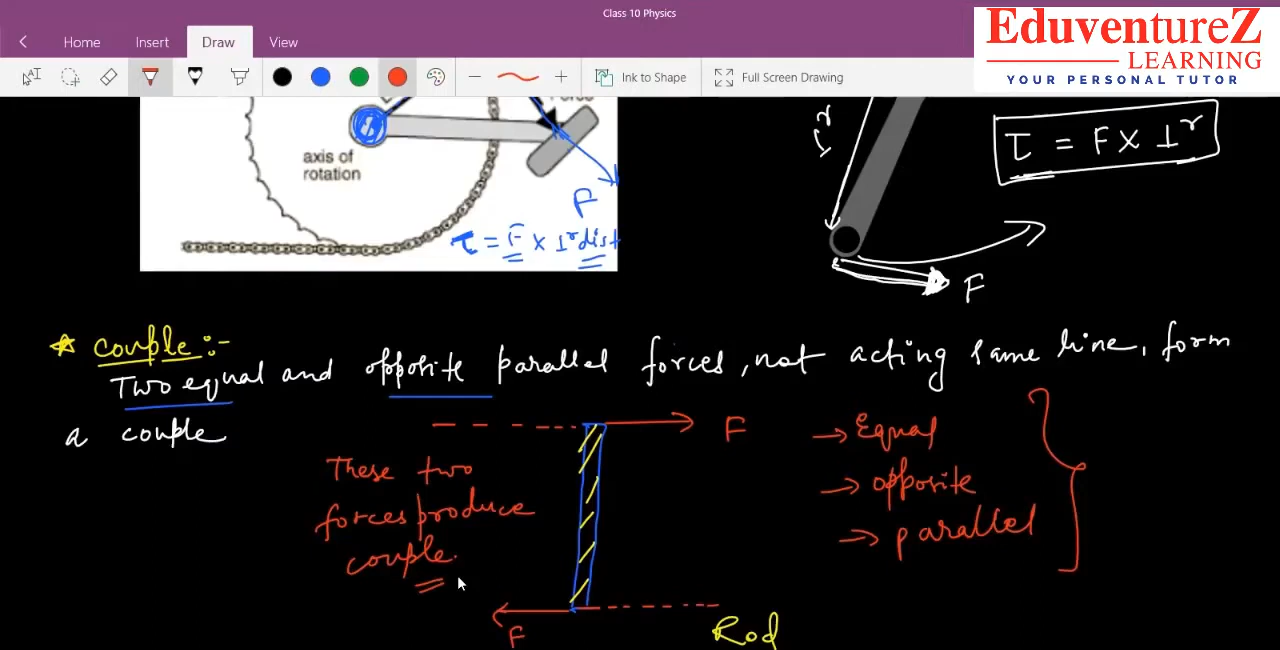 Class 10 Physics
EduventureZ
LEARNING
YOUR PERSONAL TUTOR
Home Insert Draw View
Ink to Shape Full Screen Drawing
axis of
rotation
F
τ = F × ⊥ʳ dist
⊥ʳ
τ = F × ⊥ʳ
F
* couple:-
Two equal and opposite parallel forces, not acting same line, form
a couple
F
These two
forces produce
couple.
→ Equal
→ opposite
→ parallel
F
Rod